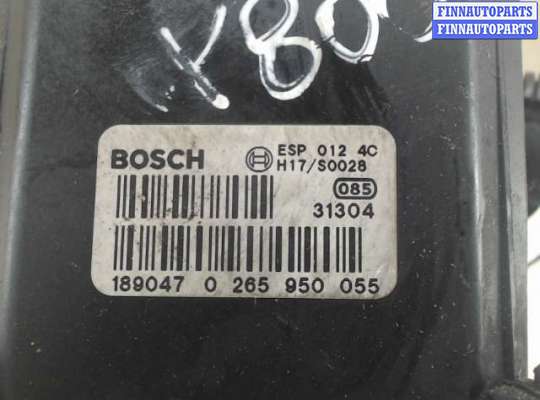 FINNAUTOPARTS
FINNAUTOPARTS
BOSCH
ESP 012 4C
H17/S0028
085
31304
189047 0 265 950 055